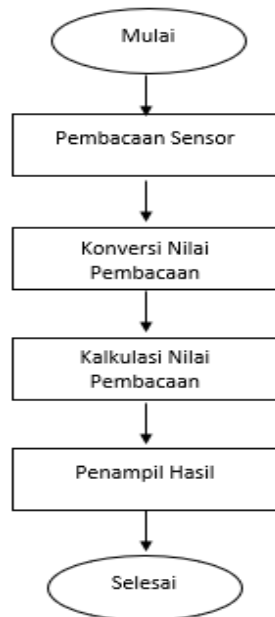 Mulai
Pembacaan Sensor
Konversi Nilai
Pembacaan
Kalkulasi Nilai
Pembacaan
Penampil Hasil
Selesai